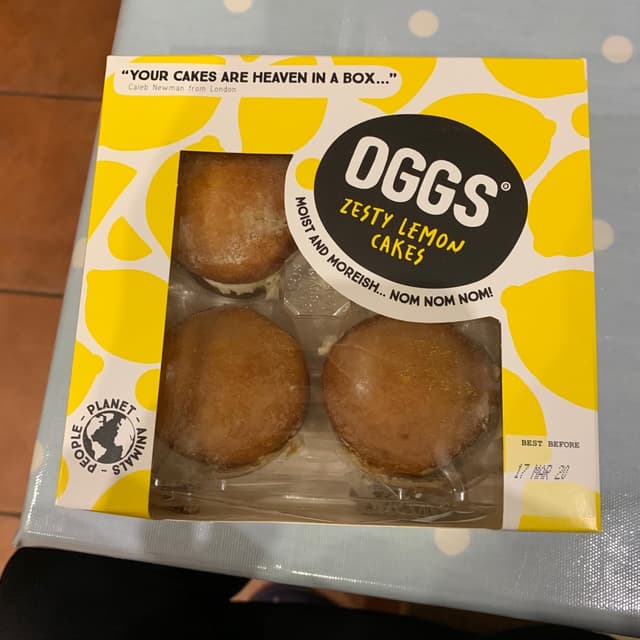 "YOUR CAKES ARE HEAVEN IN A BOX..."
Caleb Newman from London
OGGS®
ZESTY LEMON
CAKES
MOIST AND MOREISH... NOM NOM NOM!
PEOPLE - PLANET - ANIMALS -
BEST BEFORE
17 MAR 20